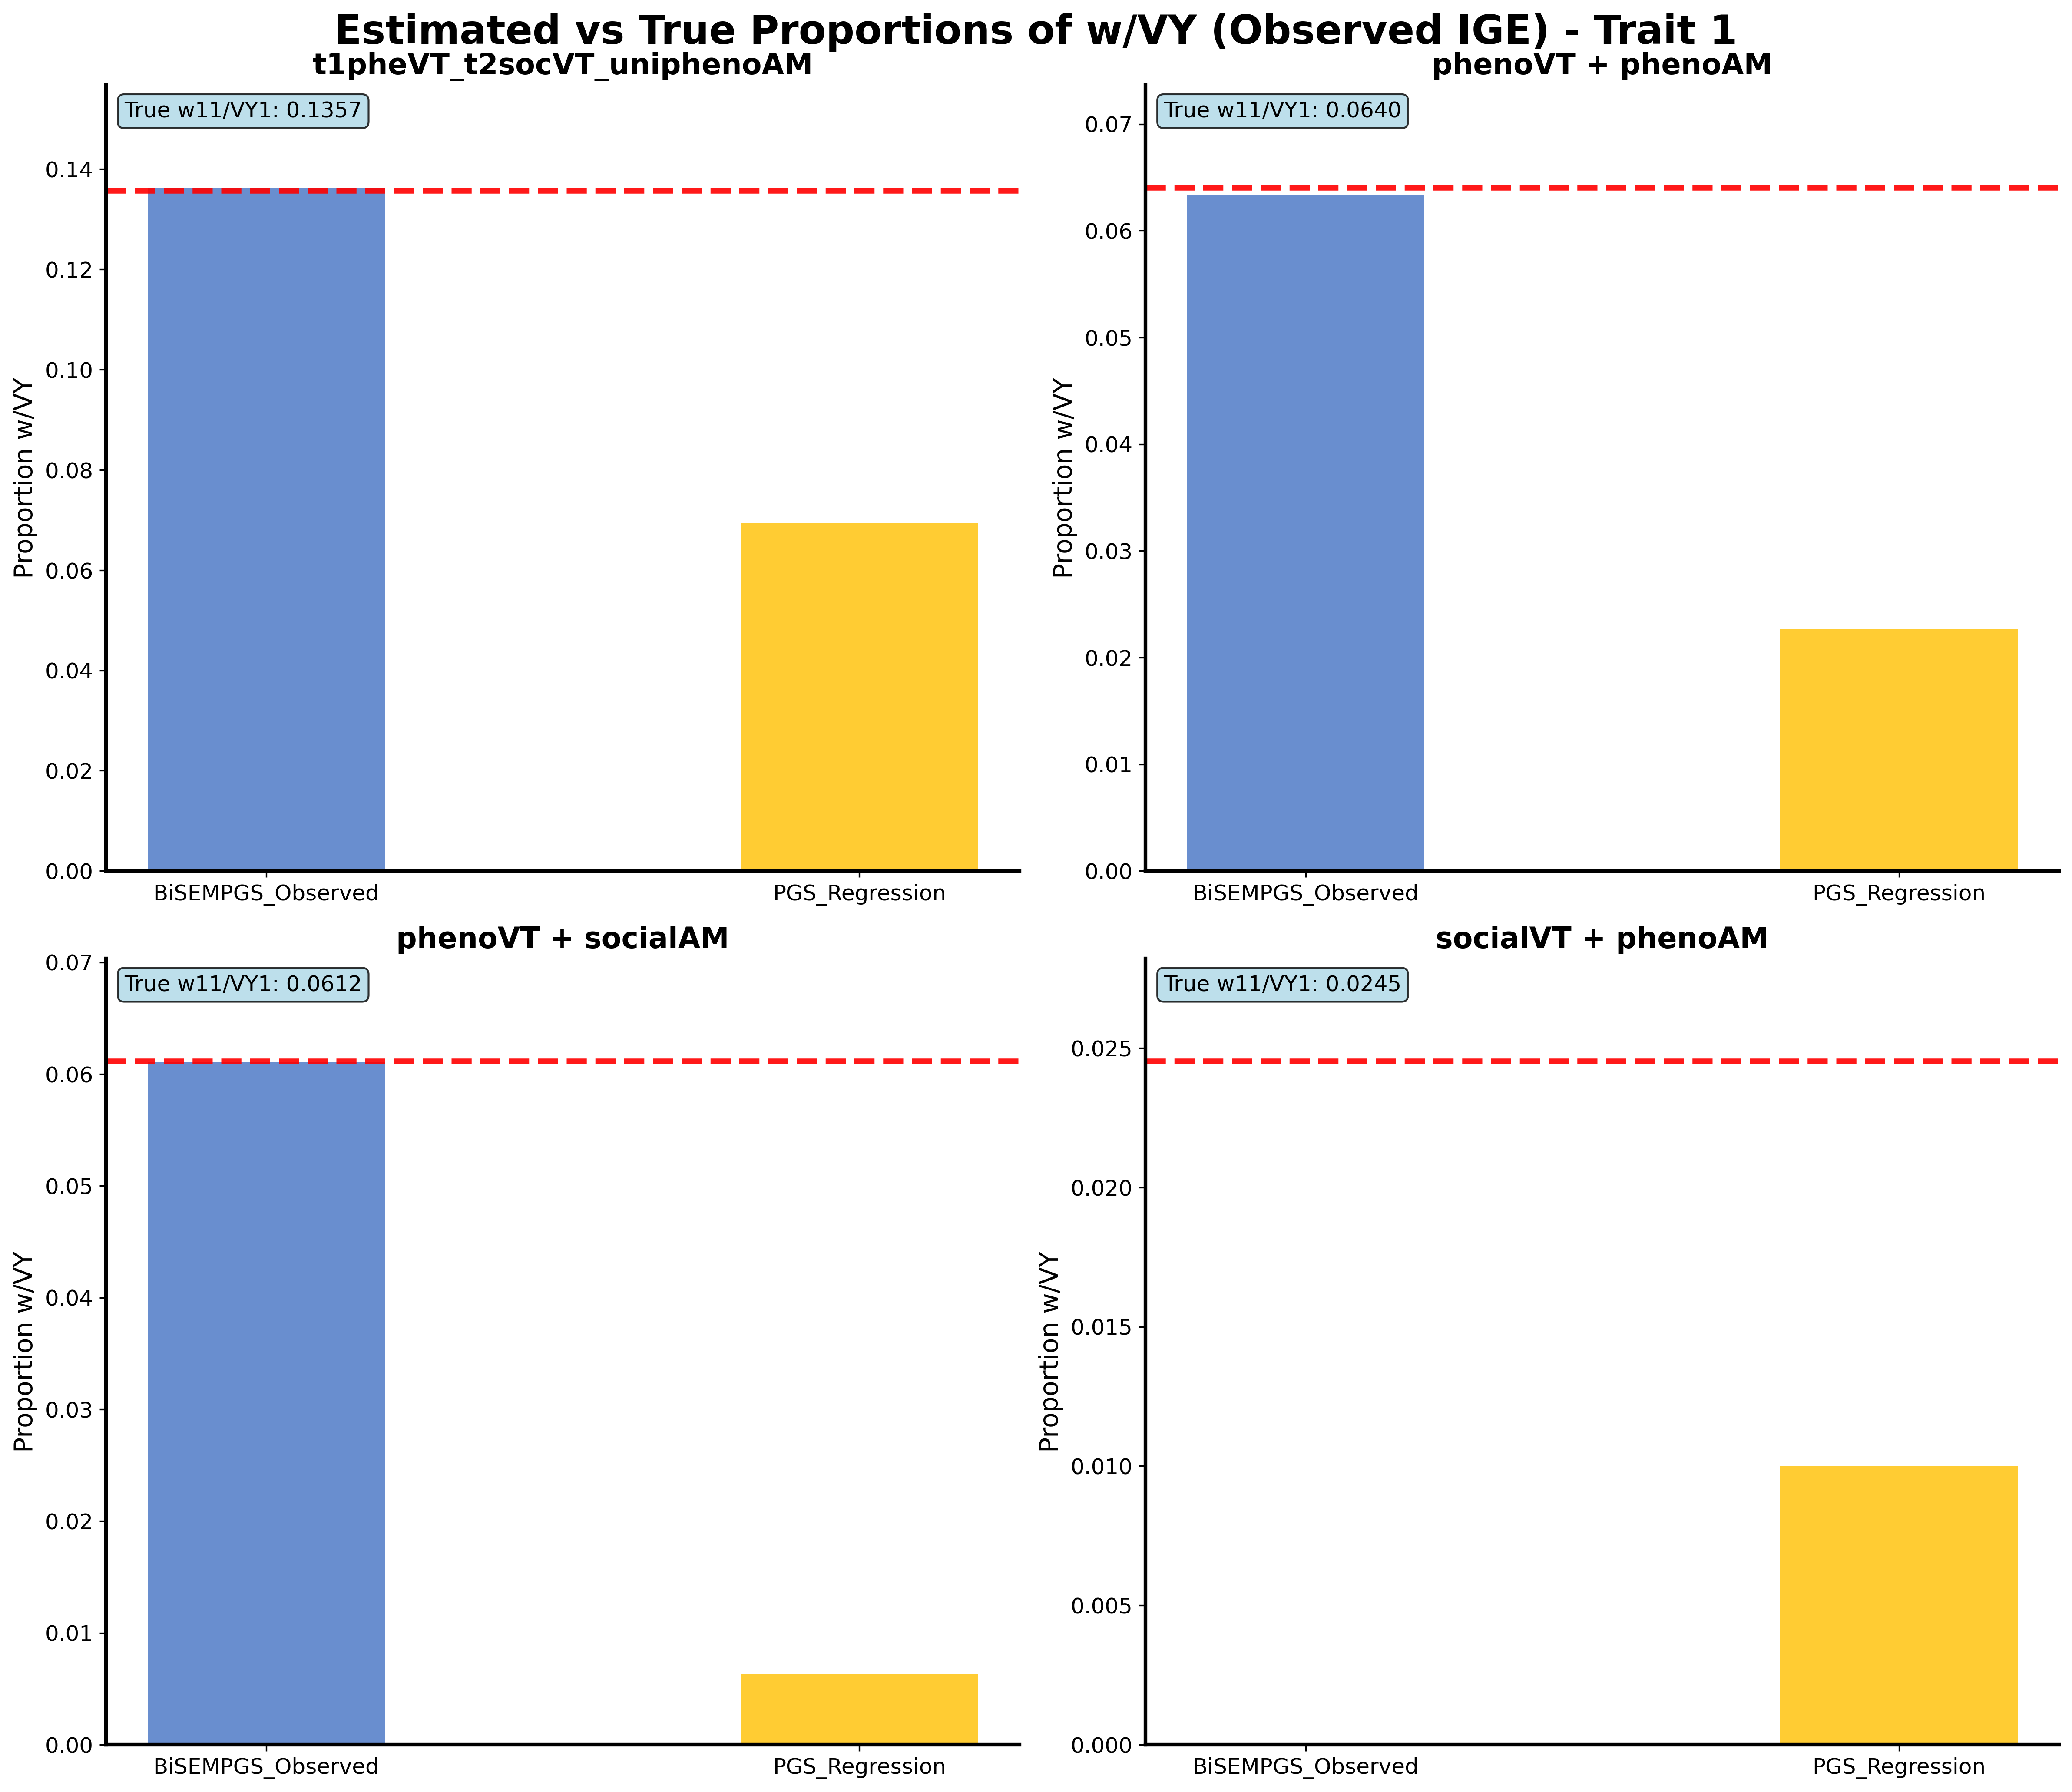 Estimated vs True Proportions of w/VY (Observed IGE) - Trait 1
t1pheVT_t2socVT_uniphenoAM
True w11/VY1: 0.1357
Proportion w/VY
0.14
0.12
0.10
0.08
0.06
0.04
0.02
0.00
BiSEMPGS_Observed
PGS_Regression
phenoVT + phenoAM
True w11/VY1: 0.0640
Proportion w/VY
0.07
0.06
0.05
0.04
0.03
0.02
0.01
0.00
BiSEMPGS_Observed
PGS_Regression
phenoVT + socialAM
True w11/VY1: 0.0612
Proportion w/VY
0.07
0.06
0.05
0.04
0.03
0.02
0.01
0.00
BiSEMPGS_Observed
PGS_Regression
socialVT + phenoAM
True w11/VY1: 0.0245
Proportion w/VY
0.025
0.020
0.015
0.010
0.005
0.000
BiSEMPGS_Observed
PGS_Regression